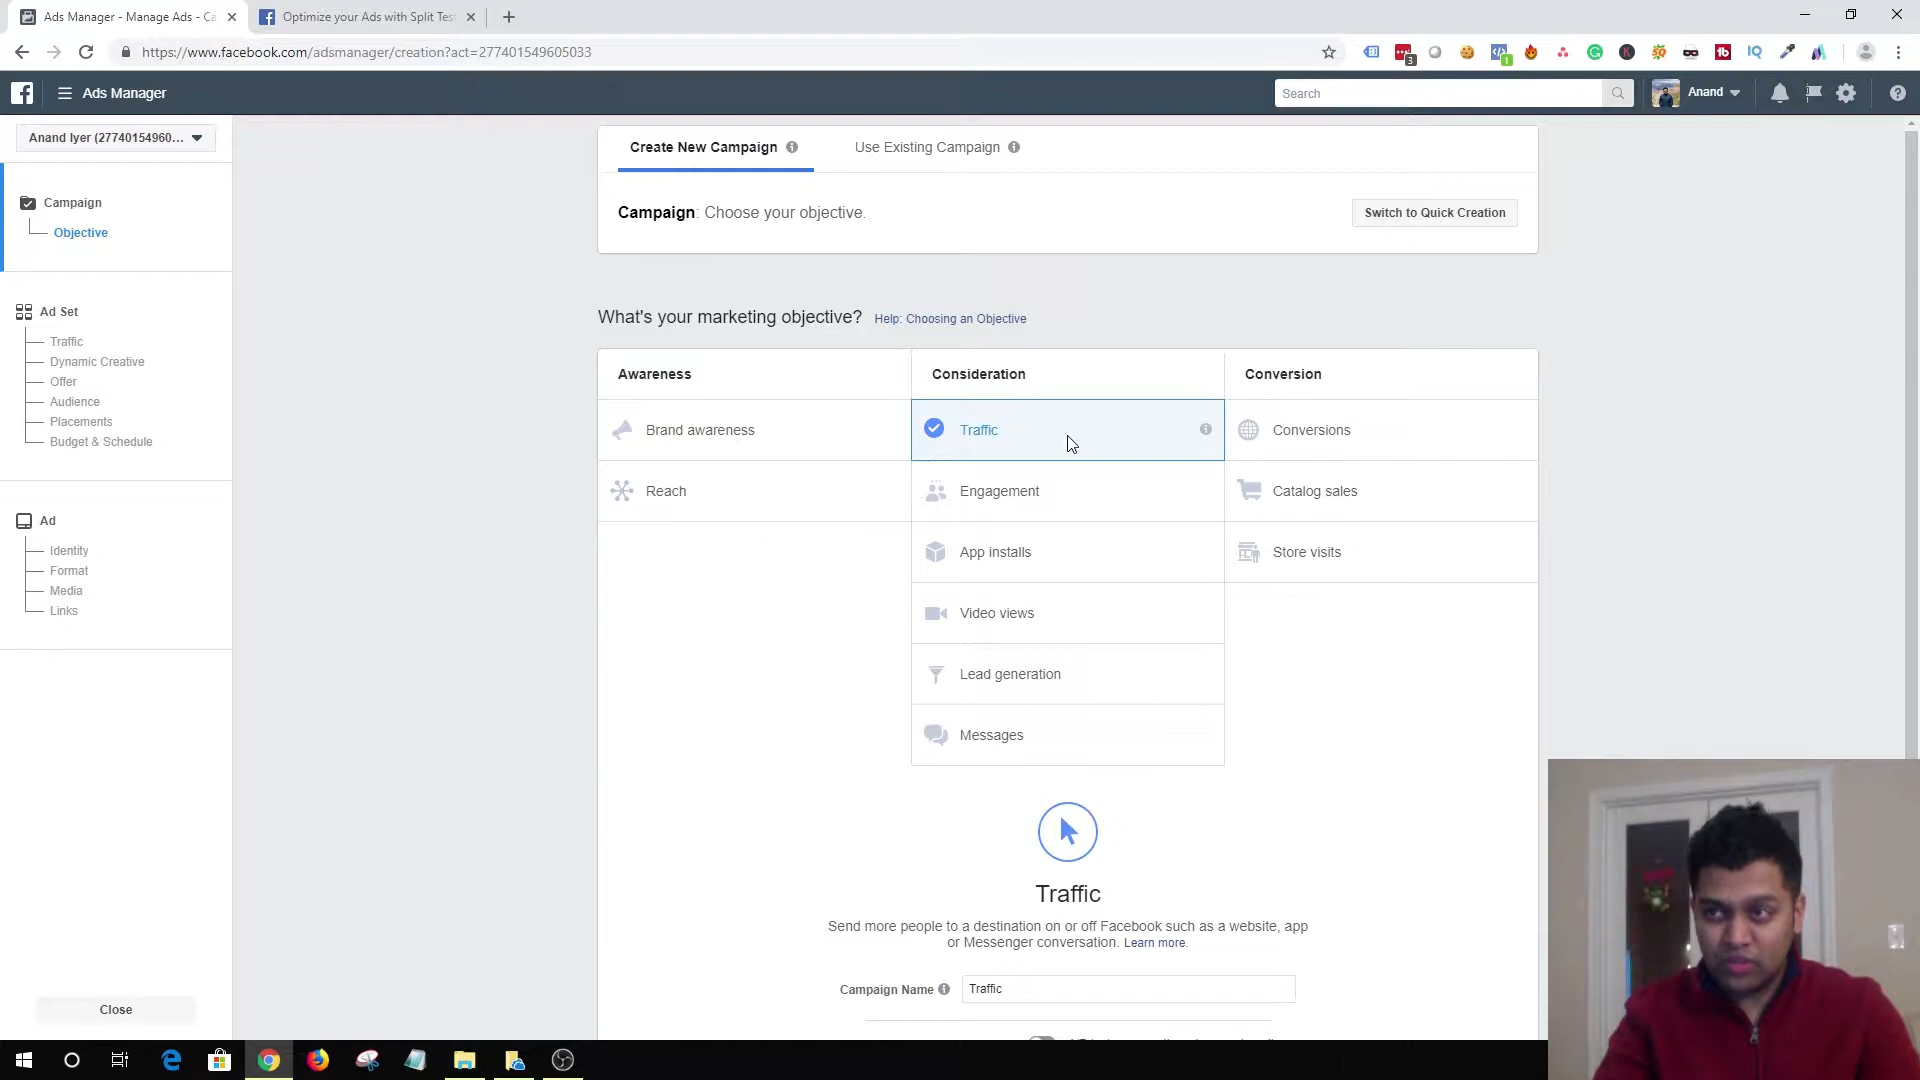 Ads Manager - Manage Ads - Ca
Optimize your Ads with Split Test
https://www.facebook.com/adsmanager/creation?act=277401549605033
3
1
IQ
Ads Manager
Search
Anand
Anand Iyer (27740154960...
Create New Campaign
Use Existing Campaign
Campaign
Objective
Campaign: Choose your objective.
Switch to Quick Creation
Ad Set
Traffic
Dynamic Creative
Offer
Audience
Placements
Budget & Schedule
What's your marketing objective?
Help: Choosing an Objective
Awareness
Consideration
Conversion
Brand awareness
Traffic
Conversions
Reach
Engagement
Catalog sales
App installs
Store visits
Video views
Lead generation
Messages
Ad
Identity
Format
Media
Links
Traffic
Send more people to a destination on or off Facebook such as a website, app
or Messenger conversation. Learn more.
Campaign Name
Traffic
Close